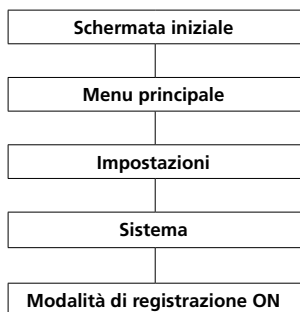 Schermata iniziale
Menu principale
Impostazioni
Sistema
Modalità di registrazione ON